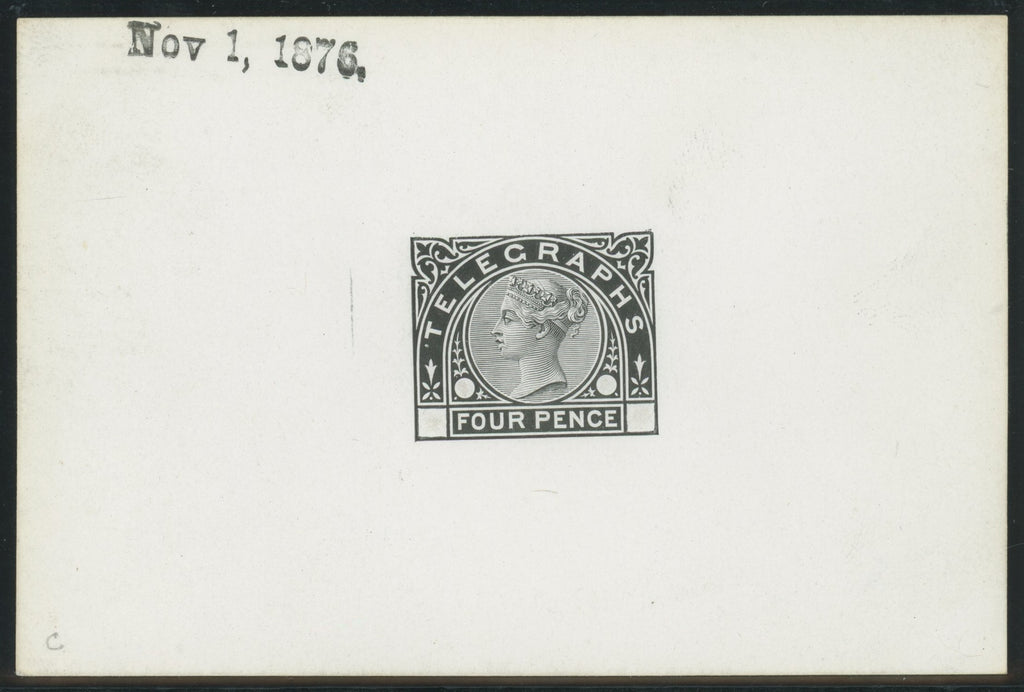 Nov 1, 1876.
TELEGRAPHS
FOUR PENCE
C